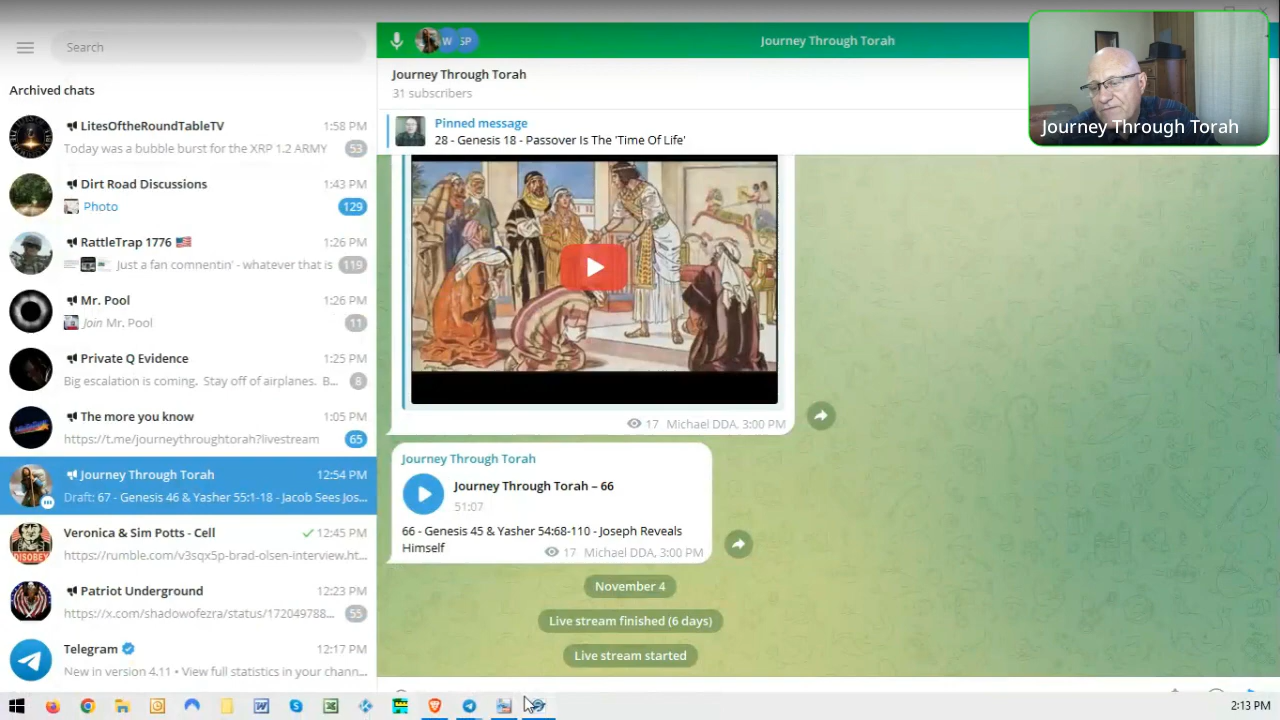 Search
Archived chats
LitesOftheRoundTableTV 1:58 PM
Today was a bubble burst for the XRP 1.2 ARMY 53
Dirt Road Discussions 1:43 PM
Photo 129
RattleTrap 1776 🇺🇸 1:26 PM
Just a fan commentin' - whatever that is 119
Mr. Pool 1:26 PM
Join Mr. Pool 11
Private Q Evidence 1:25 PM
Big escalation is coming. Stay off of airplanes. B... 8
The more you know 1:05 PM
https://t.me/journeythroughtorah?livestream 65
Journey Through Torah 12:54 PM
Draft: 67 - Genesis 46 & Yasher 55:1-18 - Jacob Sees Jos...
Veronica & Sim Potts - Cell 12:45 PM
https://rumble.com/v3sqx5p-brad-olsen-interview.ht...
DISOBEY
Patriot Underground 12:23 PM
https://x.com/shadowofezra/status/172049788... 55
Telegram 12:17 PM
New in version 4.11 • View full statistics in your chann...
W SP
Journey Through Torah
Journey Through Torah
31 subscribers
Pinned message
28 - Genesis 18 - Passover Is The 'Time Of Life'
Journey Through Torah
17 Michael DDA, 3:00 PM
Journey Through Torah
Journey Through Torah – 66
51:07
66 - Genesis 45 & Yasher 54:68-110 - Joseph Reveals
Himself
17 Michael DDA, 3:00 PM
November 4
Live stream finished (6 days)
Live stream started
2:13 PM